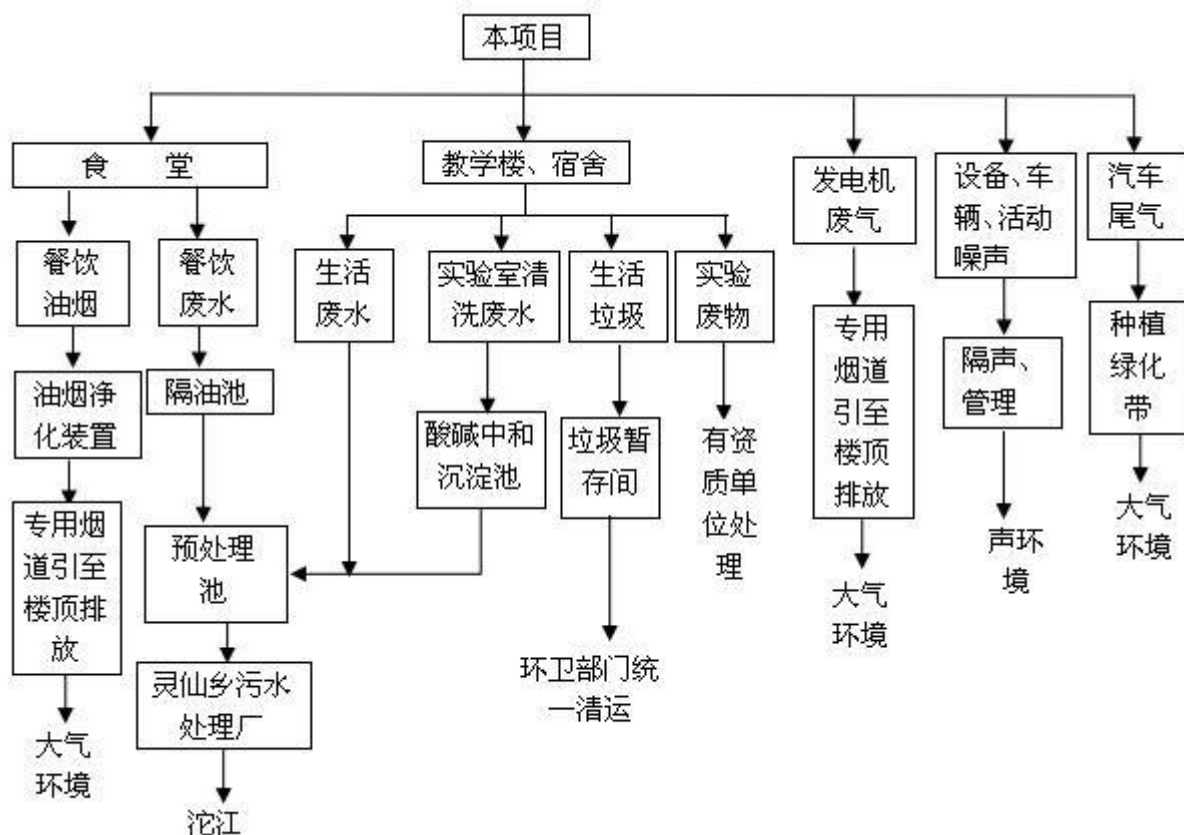 本项目
食 堂
教学楼、宿舍
发电机
废气
设备、车
辆、活动
噪声
汽车
尾气
餐饮
油烟
餐饮
废水
生活
废水
实验室清
洗废水
生活
垃圾
实验
废物
专用
烟道
引至
楼顶
排放
隔声、
管理
种植
绿化
带
油烟净
化装置
隔油池
酸碱中和
沉淀池
垃圾暂
存间
有资
质单
位处
理
大气
环境
声环
境
大气
环境
专用烟
道引至
楼顶排
放
预处理
池
环卫部门统
一清运
灵仙乡污水
处理厂
大气
环境
沱江